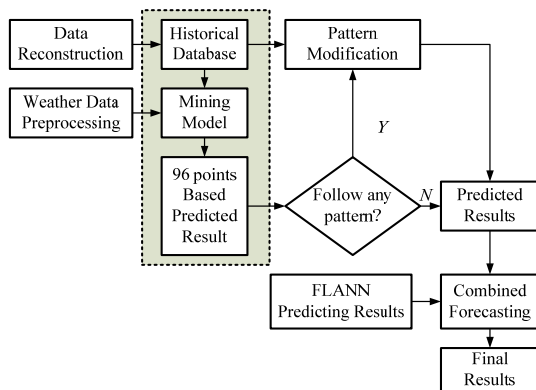 Data
Reconstruction
Historical
Database
Pattern
Modification
Weather Data
Preprocessing
Mining
Model
Y
96 points
Based
Predicted
Result
Follow any
pattern?
N
Predicted
Results
FLANN
Predicting Results
Combined
Forecasting
Final
Results